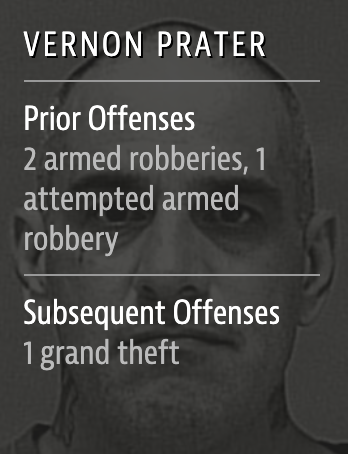 VERNON PRATER
Prior Offenses
2 armed robberies, 1
attempted armed
robbery
Subsequent Offenses
1 grand theft